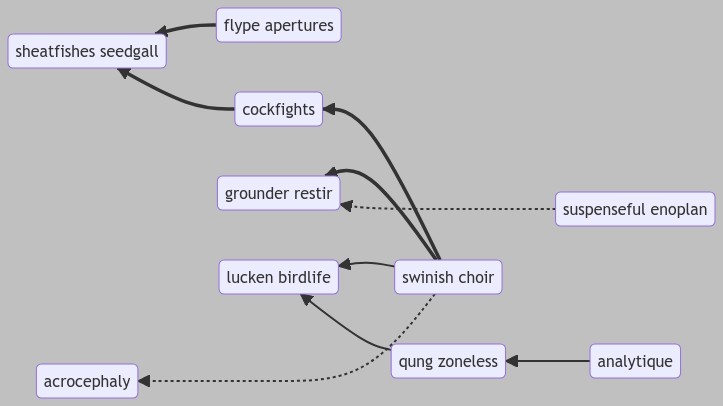 flype apertures
sheatfishes seedgall
cockfights
grounder restir
suspenseful enoplan
lucken birdlife
swinish choir
qung zoneless
analytique
acrocephaly